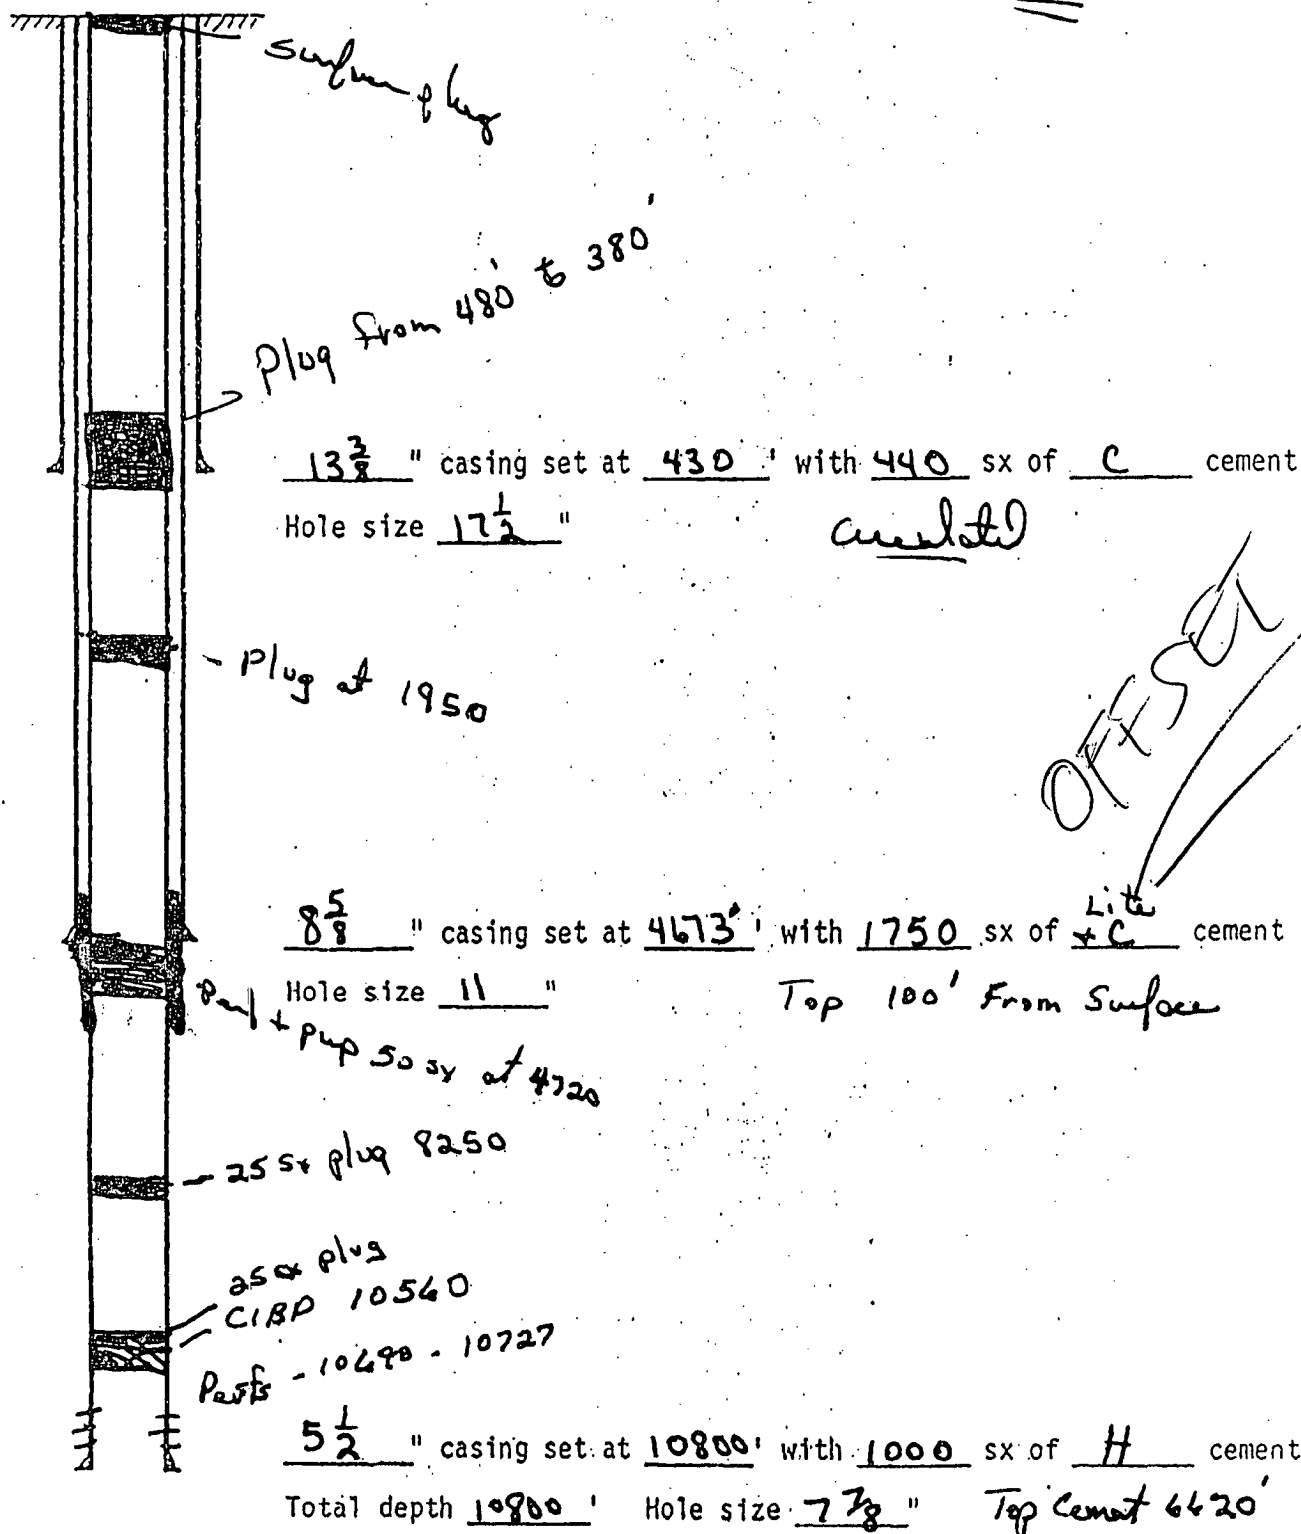 Surface plug
Plug from 480' to 380'
13 3/8 " casing set at 430 ' with 440 sx of C cement
Hole size 17 1/2 "
Circulated
Plug at 1950
OFFSET
8 5/8 " casing set at 4673' ' with 1750 sx of Lite + C cement
Hole size 11 "
Top 100' From Surface
Perf + pmp 50 sx at 4720
25 sx plug 8250
25 sx plug
CIBP 10560
Perfs - 10690 - 10727
5 1/2 " casing set at 10800' with 1000 sx of H cement
Total depth 10800 ' Hole size 7 7/8 " Top Cement 6620'